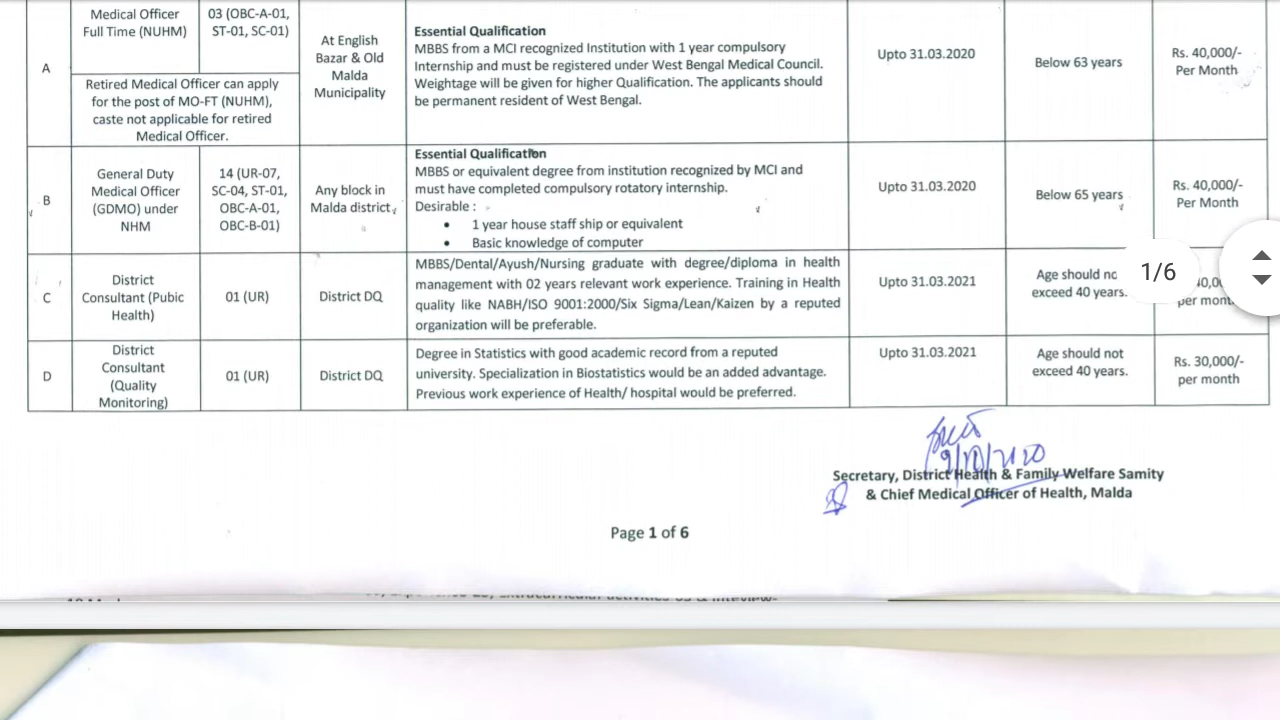 A
Medical Officer
Full Time (NUHM)
03 (OBC-A-01,
ST-01, SC-01)
Retired Medical Officer can apply
for the post of MO-FT (NUHM),
caste not applicable for retired
Medical Officer.
At English
Bazar & Old
Malda
Municipality
Essential Qualification
MBBS from a MCI recognized Institution with 1 year compulsory
Internship and must be registered under West Bengal Medical Council.
Weightage will be given for higher Qualification. The applicants should
be permanent resident of West Bengal.
Upto 31.03.2020
Below 63 years
Rs. 40,000/-
Per Month
B
General Duty
Medical Officer
(GDMO) under
NHM
14 (UR-07,
SC-04, ST-01,
OBC-A-01,
OBC-B-01)
Any block in
Malda district
Essential Qualification
MBBS or equivalent degree from institution recognized by MCI and
must have completed compulsory rotatory internship.
Desirable :
• 1 year house staff ship or equivalent
• Basic knowledge of computer
Upto 31.03.2020
Below 65 years
Rs. 40,000/-
Per Month
C
District
Consultant (Pubic
Health)
01 (UR)
District DQ
MBBS/Dental/Ayush/Nursing graduate with degree/diploma in health
management with 02 years relevant work experience. Training in Health
quality like NABH/ISO 9001:2000/Six Sigma/Lean/Kaizen by a reputed
organization will be preferable.
Upto 31.03.2021
Age should
exceed 40 years.
1/6
per
D
District
Consultant
(Quality
Monitoring)
01 (UR)
District DQ
Degree in Statistics with good academic record from a reputed
university. Specialization in Biostatistics would be an added advantage.
Previous work experience of Health/ hospital would be preferred.
Upto 31.03.2021
Age should not
exceed 40 years.
Rs. 30,000/-
per month
Secretary, District Health & Family Welfare Samity
& Chief Medical Officer of Health, Malda
Page 1 of 6